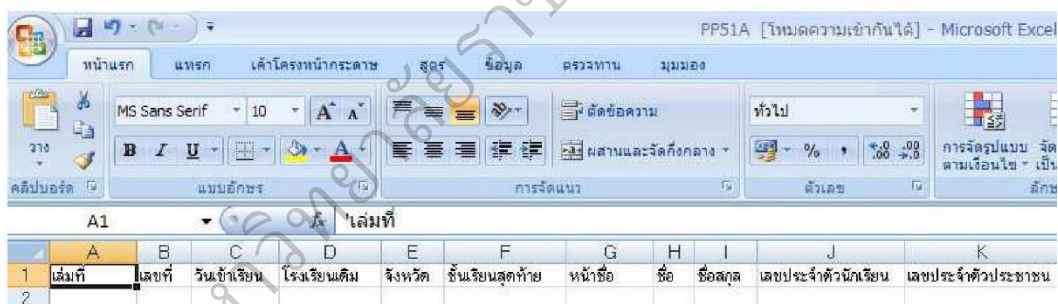 PP51A [โหมดความเข้ากันได้] - Microsoft Excel
หน้าแรก แทรก เค้าโครงหน้ากระดาษ สูตร ข้อมูล ตรวจทาน มุมมอง
MS Sans Serif 10 A A ตัดข้อความ ทั่วไป
วาง B I U A ผสานและจัดกึ่งกลาง % , .00 .0 การจัดรูปแบบ
ตามเงื่อนไข
คลิปบอร์ด แบบอักษร การจัดแนว ตัวเลข
A1 fx 'เล่มที่
A B C D E F G H I J K
1 เล่มที่ เลขที่ วันเข้าเรียน โรงเรียนเดิม จังหวัด ชั้นเรียนสุดท้าย หน้าชื่อ ชื่อ ชื่อสกุล เลขประจำตัวนักเรียน เลขประจำตัวประชาชน
2